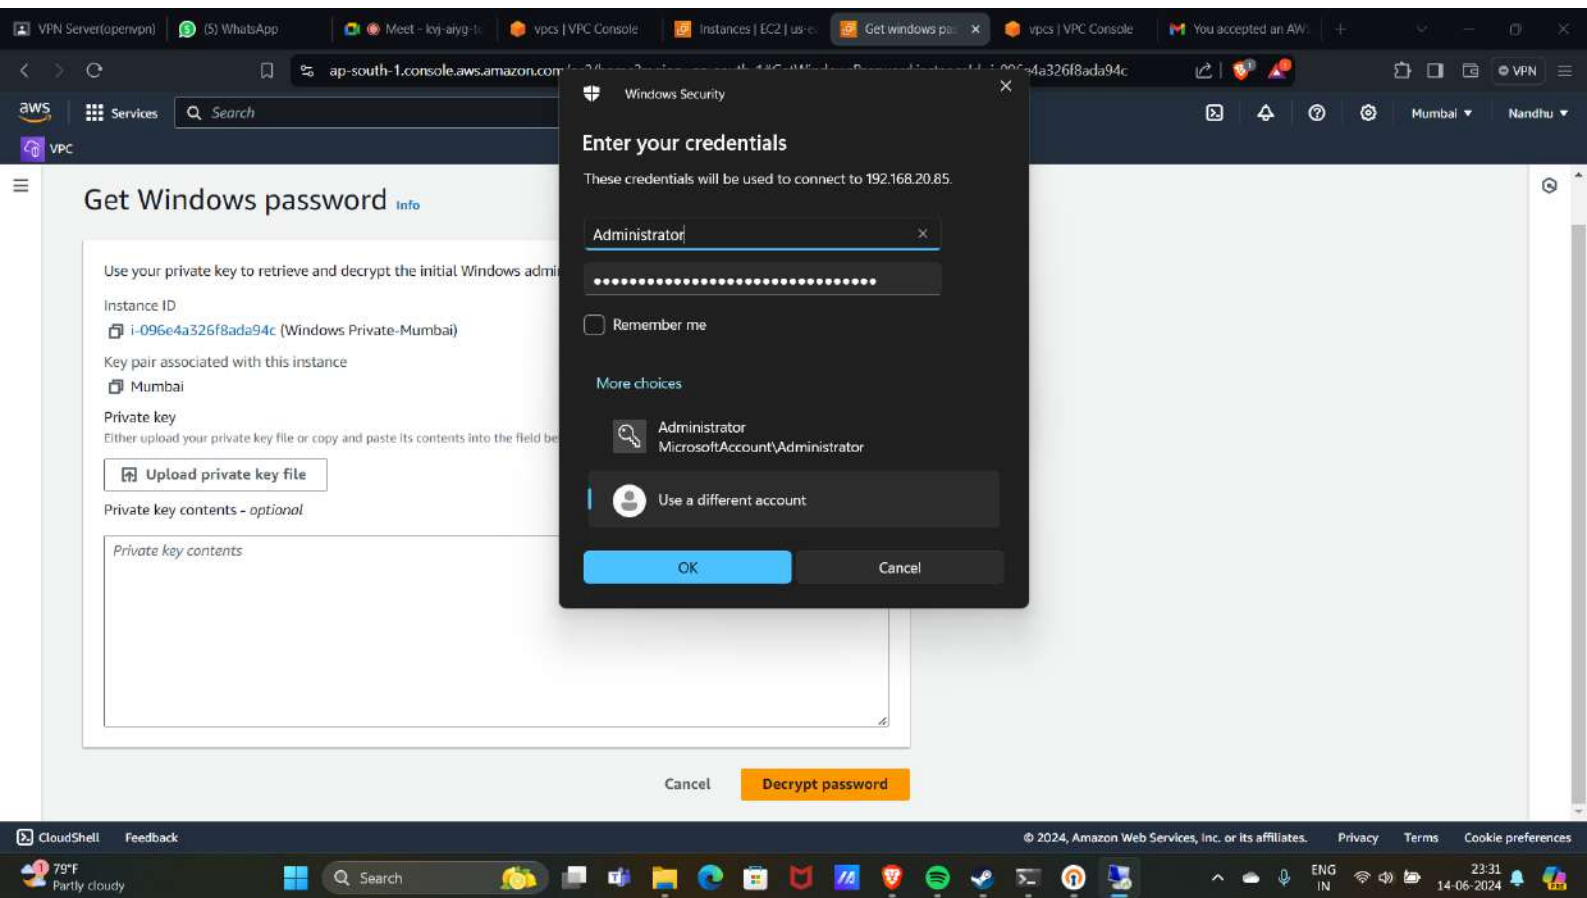 VPN Server(openvpn)
(5) WhatsApp
Meet - kvj-aiyg-t
vpcs | VPC Console
Instances | EC2 | us-e
Get windows pa
vpcs | VPC Console
You accepted an AW
ap-south-1.console.aws.amazon.com
4a326f8ada94c
VPN
aws
Services
Search
Mumbai
Nandhu
VPC
Get Windows password Info
Use your private key to retrieve and decrypt the initial Windows admi
Instance ID
i-096e4a326f8ada94c (Windows Private-Mumbai)
Key pair associated with this instance
Mumbai
Private key
Either upload your private key file or copy and paste its contents into the field be
Upload private key file
Private key contents - optional
Private key contents
Cancel
Decrypt password
Windows Security
Enter your credentials
These credentials will be used to connect to 192.168.20.85.
Administrator
Remember me
More choices
Administrator
MicrosoftAccount\Administrator
Use a different account
OK
Cancel
CloudShell
Feedback
© 2024, Amazon Web Services, Inc. or its affiliates.
Privacy
Terms
Cookie preferences
79°F
Partly cloudy
Search
ENG
IN
23:31
14-06-2024